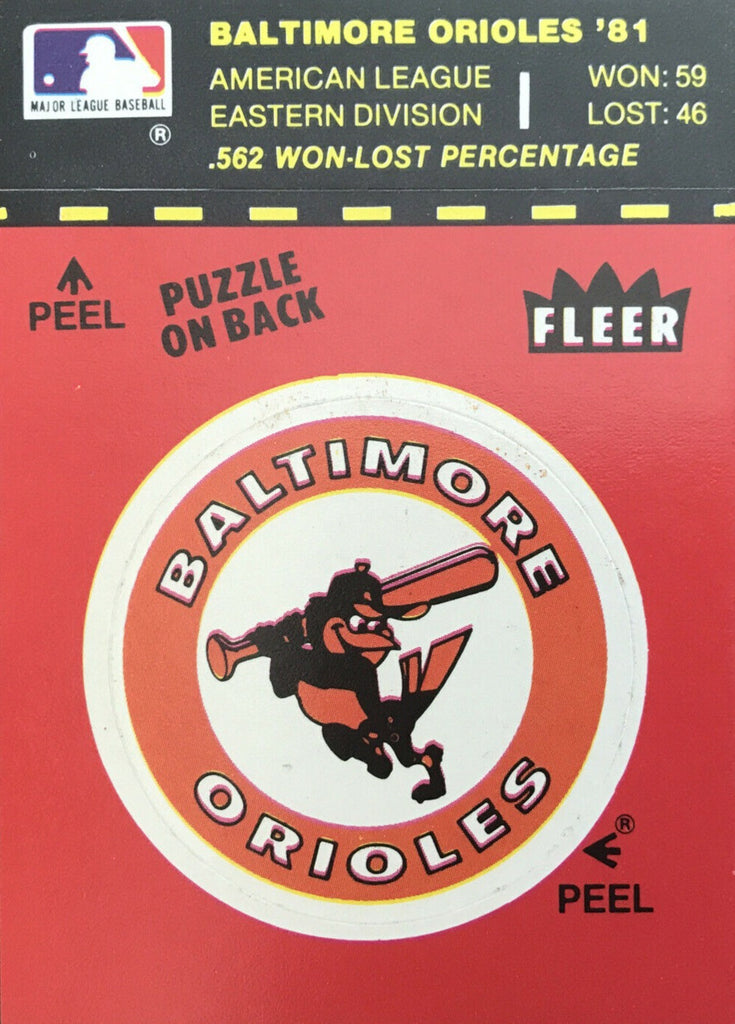 BALTIMORE ORIOLES '81
AMERICAN LEAGUE
EASTERN DIVISION
WON: 59
LOST: 46
.562 WON-LOST PERCENTAGE
MAJOR LEAGUE BASEBALL
®
PEEL
PUZZLE
ON BACK
FLEER
BALTIMORE
ORIOLES
®
PEEL